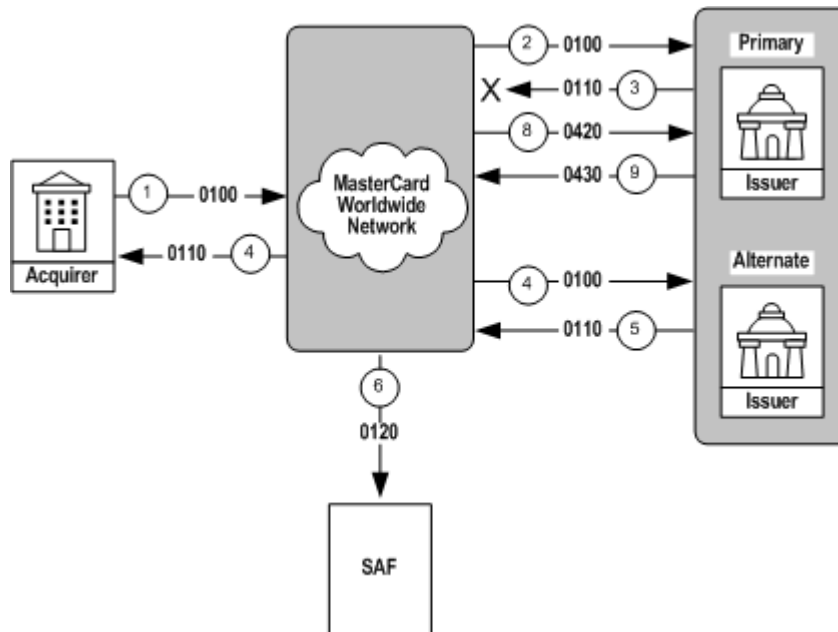 Primary
2 0100
0110 3
8 0420
0430 9
Issuer
MasterCard
Worldwide
Network
1 0100
0110 4
Acquirer
Alternate
4 0100
0110 5
Issuer
6
0120
SAF
X